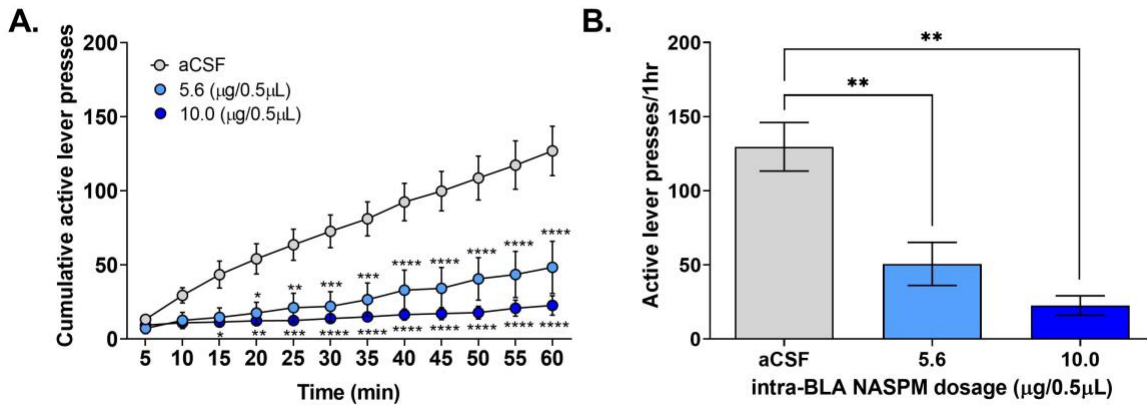 A.
200
150
100
50
0
Cumulative active lever presses
aCSF
5.6 (μg/0.5μL)
10.0 (μg/0.5μL)
* ** *** *** **** **** **** **** ****
* ** *** **** **** **** **** **** **** ****
5 10 15 20 25 30 35 40 45 50 55 60
Time (min)
B.
200
150
100
50
0
Active lever presses/1hr
**
**
aCSF 5.6 10.0
intra-BLA NASPM dosage (μg/0.5μL)